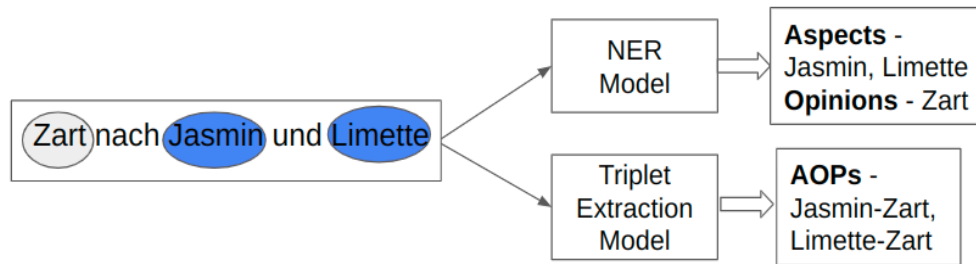 Zart nach Jasmin und Limette
NER
Model
Aspects -
Jasmin, Limette
Opinions - Zart
Triplet
Extraction
Model
AOPs -
Jasmin-Zart,
Limette-Zart